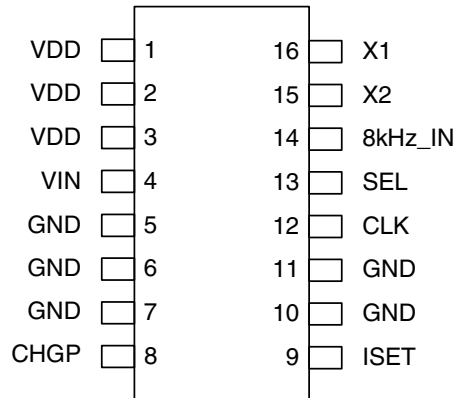 VDD 1 16 X1
VDD 2 15 X2
VDD 3 14 8kHz_IN
VIN 4 13 SEL
GND 5 12 CLK
GND 6 11 GND
GND 7 10 GND
CHGP 8 9 ISET